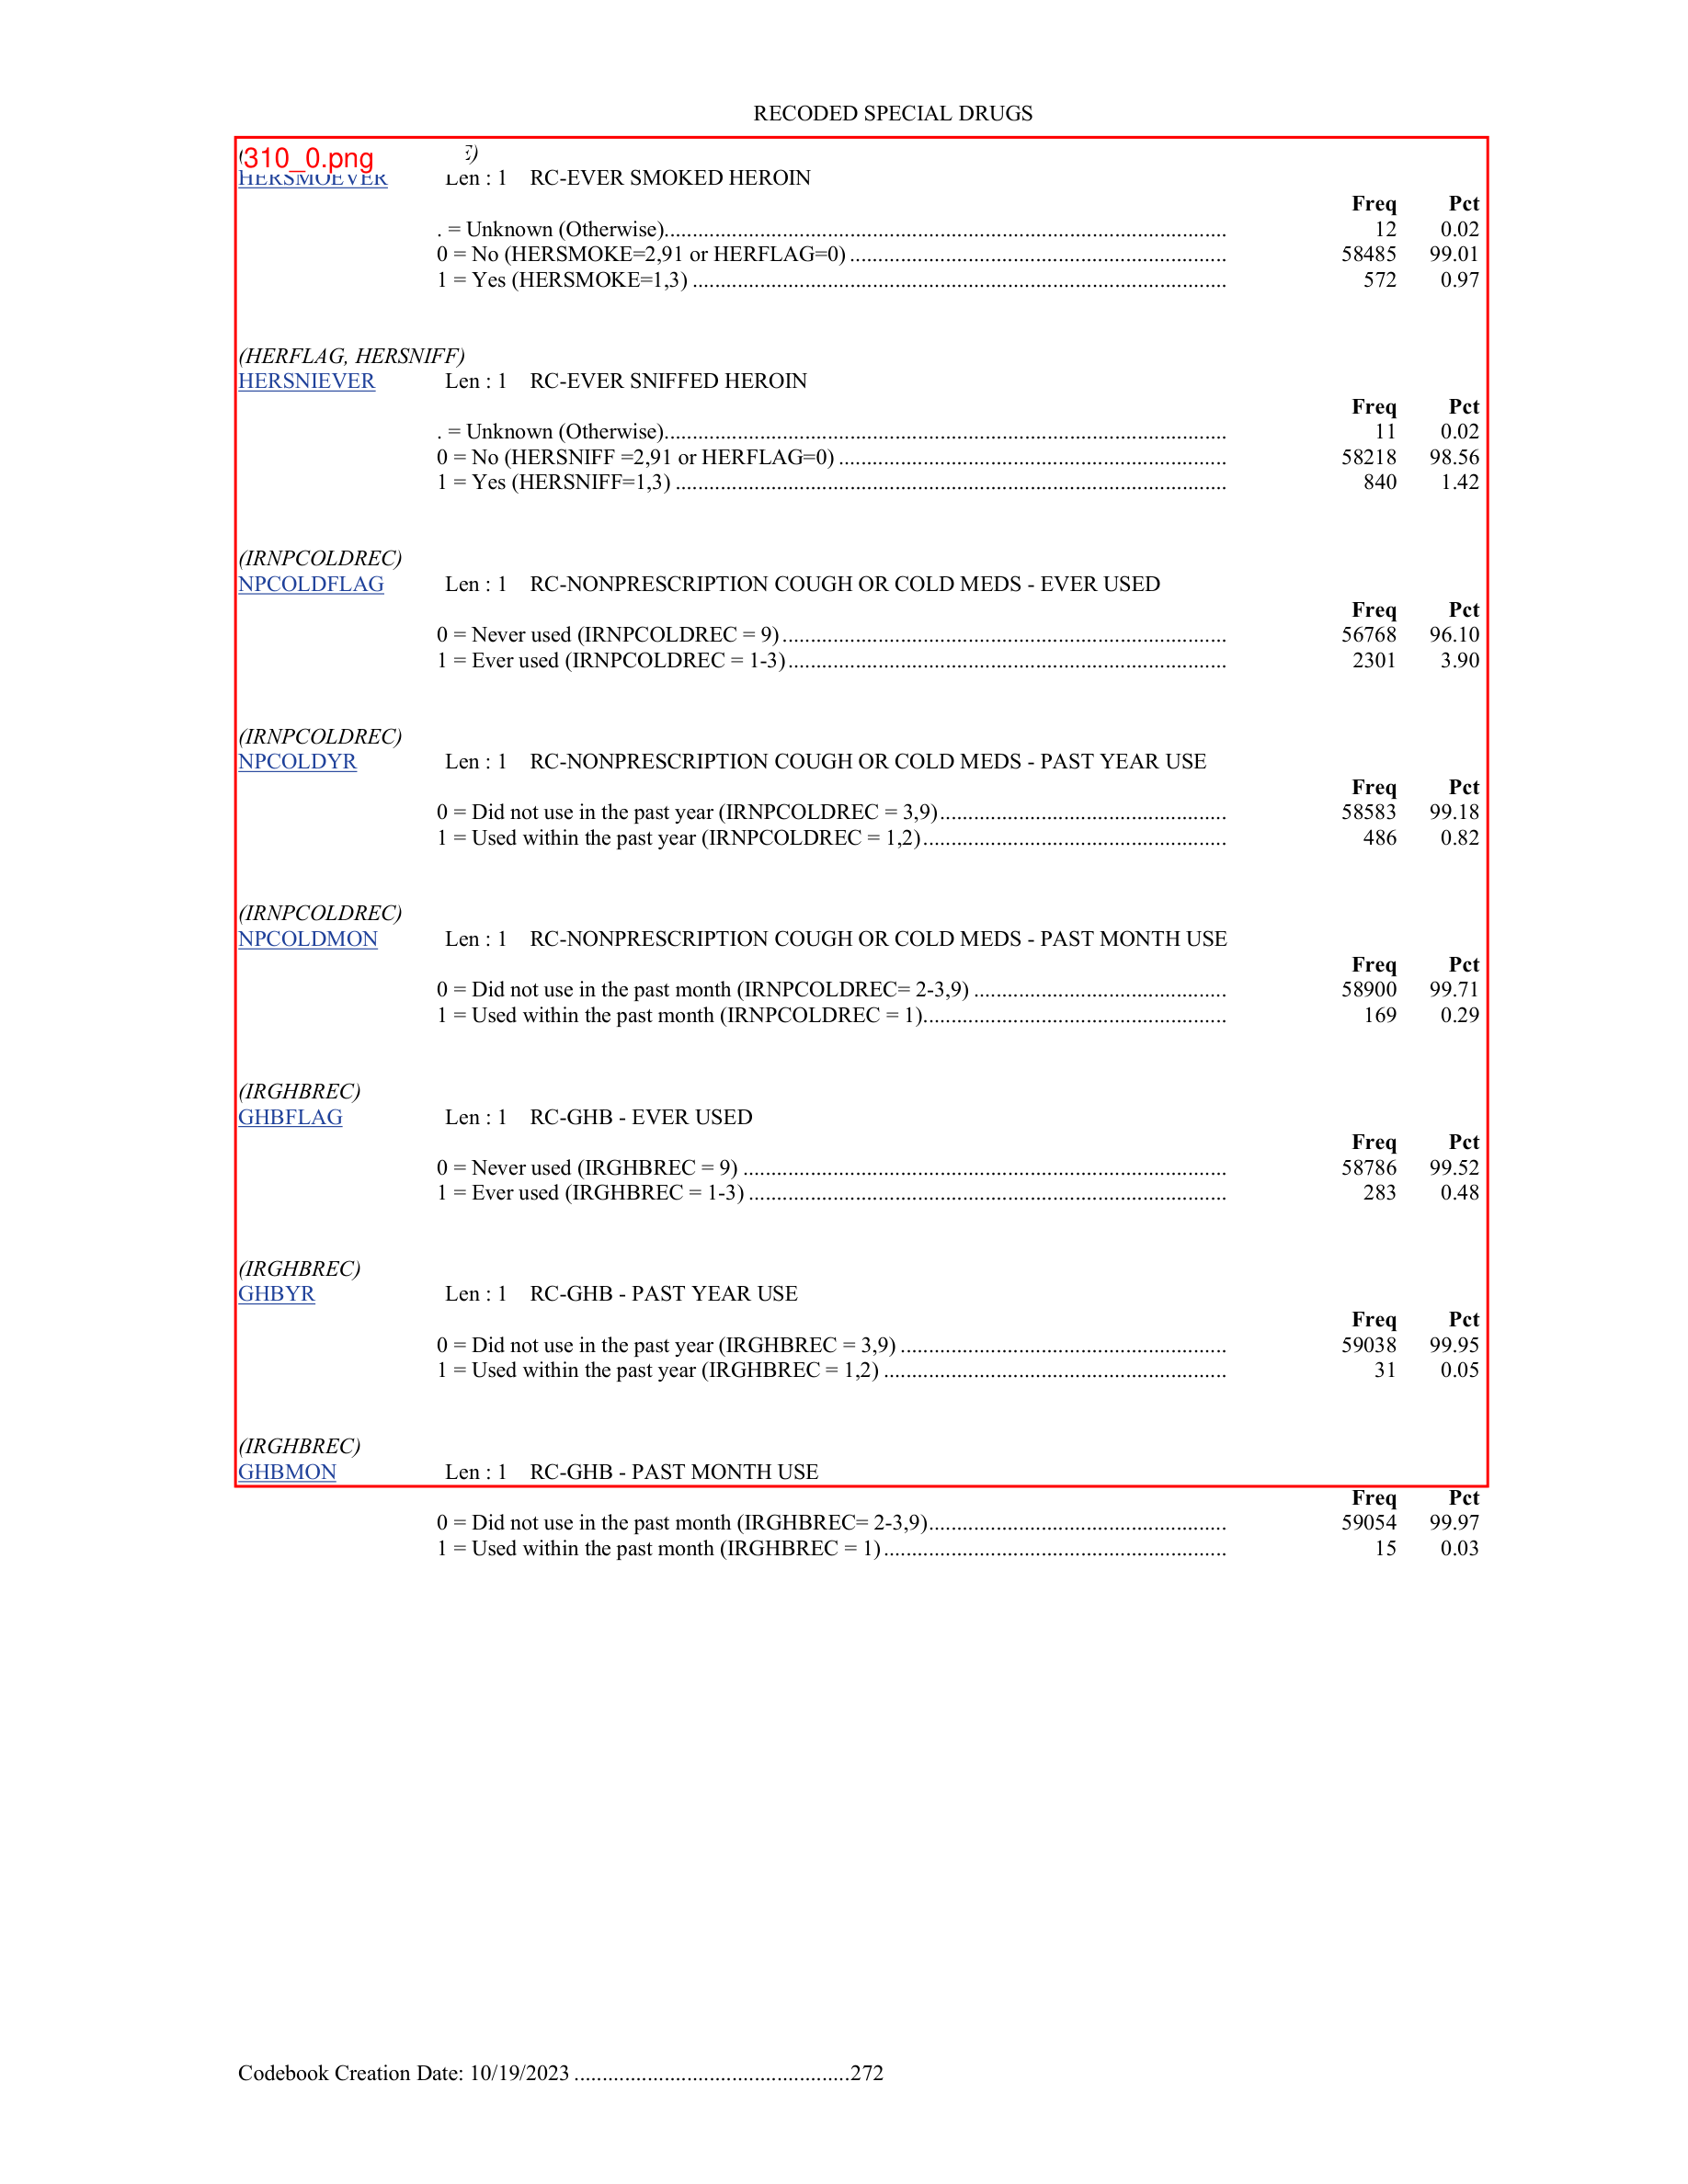 RECODED SPECIAL DRUGS
310_0.png
HERSMOEVER Len : 1 RC-EVER SMOKED HEROIN
Freq Pct
. = Unknown (Otherwise).................................................................................................... 12 0.02
0 = No (HERSMOKE=2,91 or HERFLAG=0) ................................................................... 58485 99.01
1 = Yes (HERSMOKE=1,3) ............................................................................................... 572 0.97
(HERFLAG, HERSNIFF)
HERSNIEVER Len : 1 RC-EVER SNIFFED HEROIN
Freq Pct
. = Unknown (Otherwise).................................................................................................... 11 0.02
0 = No (HERSNIFF =2,91 or HERFLAG=0) ..................................................................... 58218 98.56
1 = Yes (HERSNIFF=1,3) .................................................................................................. 840 1.42
(IRNPCOLDREC)
NPCOLDFLAG Len : 1 RC-NONPRESCRIPTION COUGH OR COLD MEDS - EVER USED
Freq Pct
0 = Never used (IRNPCOLDREC = 9)............................................................................... 56768 96.10
1 = Ever used (IRNPCOLDREC = 1-3).............................................................................. 2301 3.90
(IRNPCOLDREC)
NPCOLDYR Len : 1 RC-NONPRESCRIPTION COUGH OR COLD MEDS - PAST YEAR USE
Freq Pct
0 = Did not use in the past year (IRNPCOLDREC = 3,9)................................................... 58583 99.18
1 = Used within the past year (IRNPCOLDREC = 1,2)...................................................... 486 0.82
(IRNPCOLDREC)
NPCOLDMON Len : 1 RC-NONPRESCRIPTION COUGH OR COLD MEDS - PAST MONTH USE
Freq Pct
0 = Did not use in the past month (IRNPCOLDREC= 2-3,9) ............................................. 58900 99.71
1 = Used within the past month (IRNPCOLDREC = 1)...................................................... 169 0.29
(IRGHBREC)
GHBFLAG Len : 1 RC-GHB - EVER USED
Freq Pct
0 = Never used (IRGHBREC = 9) ...................................................................................... 58786 99.52
1 = Ever used (IRGHBREC = 1-3) ..................................................................................... 283 0.48
(IRGHBREC)
GHBYR Len : 1 RC-GHB - PAST YEAR USE
Freq Pct
0 = Did not use in the past year (IRGHBREC = 3,9) .......................................................... 59038 99.95
1 = Used within the past year (IRGHBREC = 1,2) ............................................................. 31 0.05
(IRGHBREC)
GHBMON Len : 1 RC-GHB - PAST MONTH USE
Freq Pct
0 = Did not use in the past month (IRGHBREC= 2-3,9)..................................................... 59054 99.97
1 = Used within the past month (IRGHBREC = 1)............................................................. 15 0.03
Codebook Creation Date: 10/19/2023 .................................................272